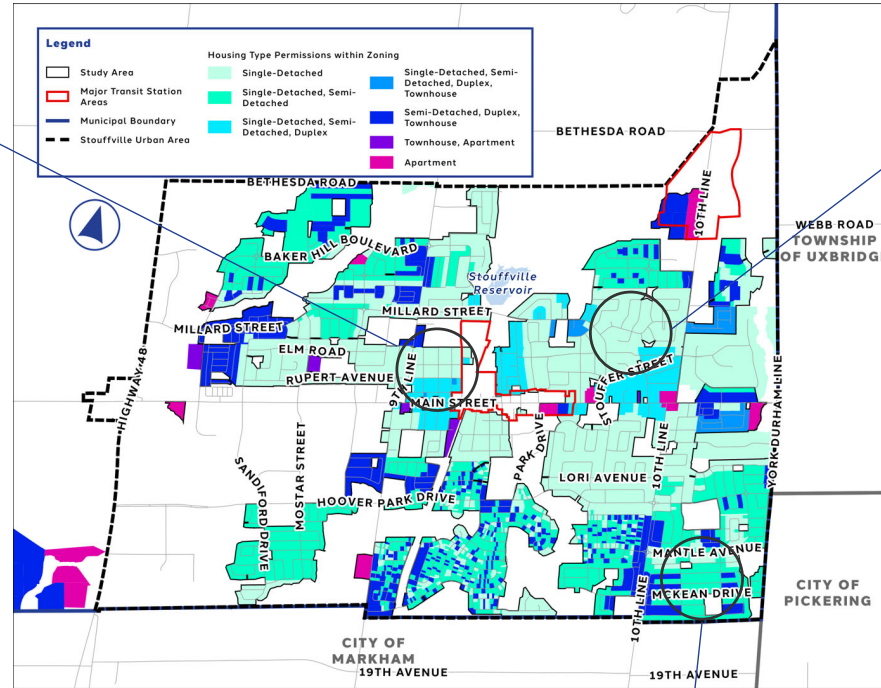 Legend
Study Area
Major Transit Station
Areas
Municipal Boundary
Stouffville Urban Area
Housing Type Permissions within Zoning
Single-Detached
Single-Detached, Semi-
Detached
Single-Detached, Semi-
Detached, Duplex
Single-Detached, Semi-
Detached, Duplex,
Townhouse
Semi-Detached, Duplex,
Townhouse
Townhouse, Apartment
Apartment
BETHESDA ROAD
BETHESDA ROAD
10TH LINE
WEBB ROAD
TOWNSHIP
OF UXBRIDGE
BAKER HILL BOULEVARD
Stouffville
Reservoir
MILLARD STREET
MILLARD STREET
ELM ROAD
RUPERT AVENUE
HIGHWAY 48
9TH LINE
MAIN STREET
STOUFFER STREET
YORK-DURHAM LINE
PARK DRIVE
10TH LINE
LORI AVENUE
SANDIFORD DRIVE
MOSTAR STREET
HOOVER PARK DRIVE
MANTLE AVENUE
MCKEAN DRIVE
10TH LINE
CITY OF
PICKERING
CITY OF
MARKHAM
19TH AVENUE
19TH AVENUE